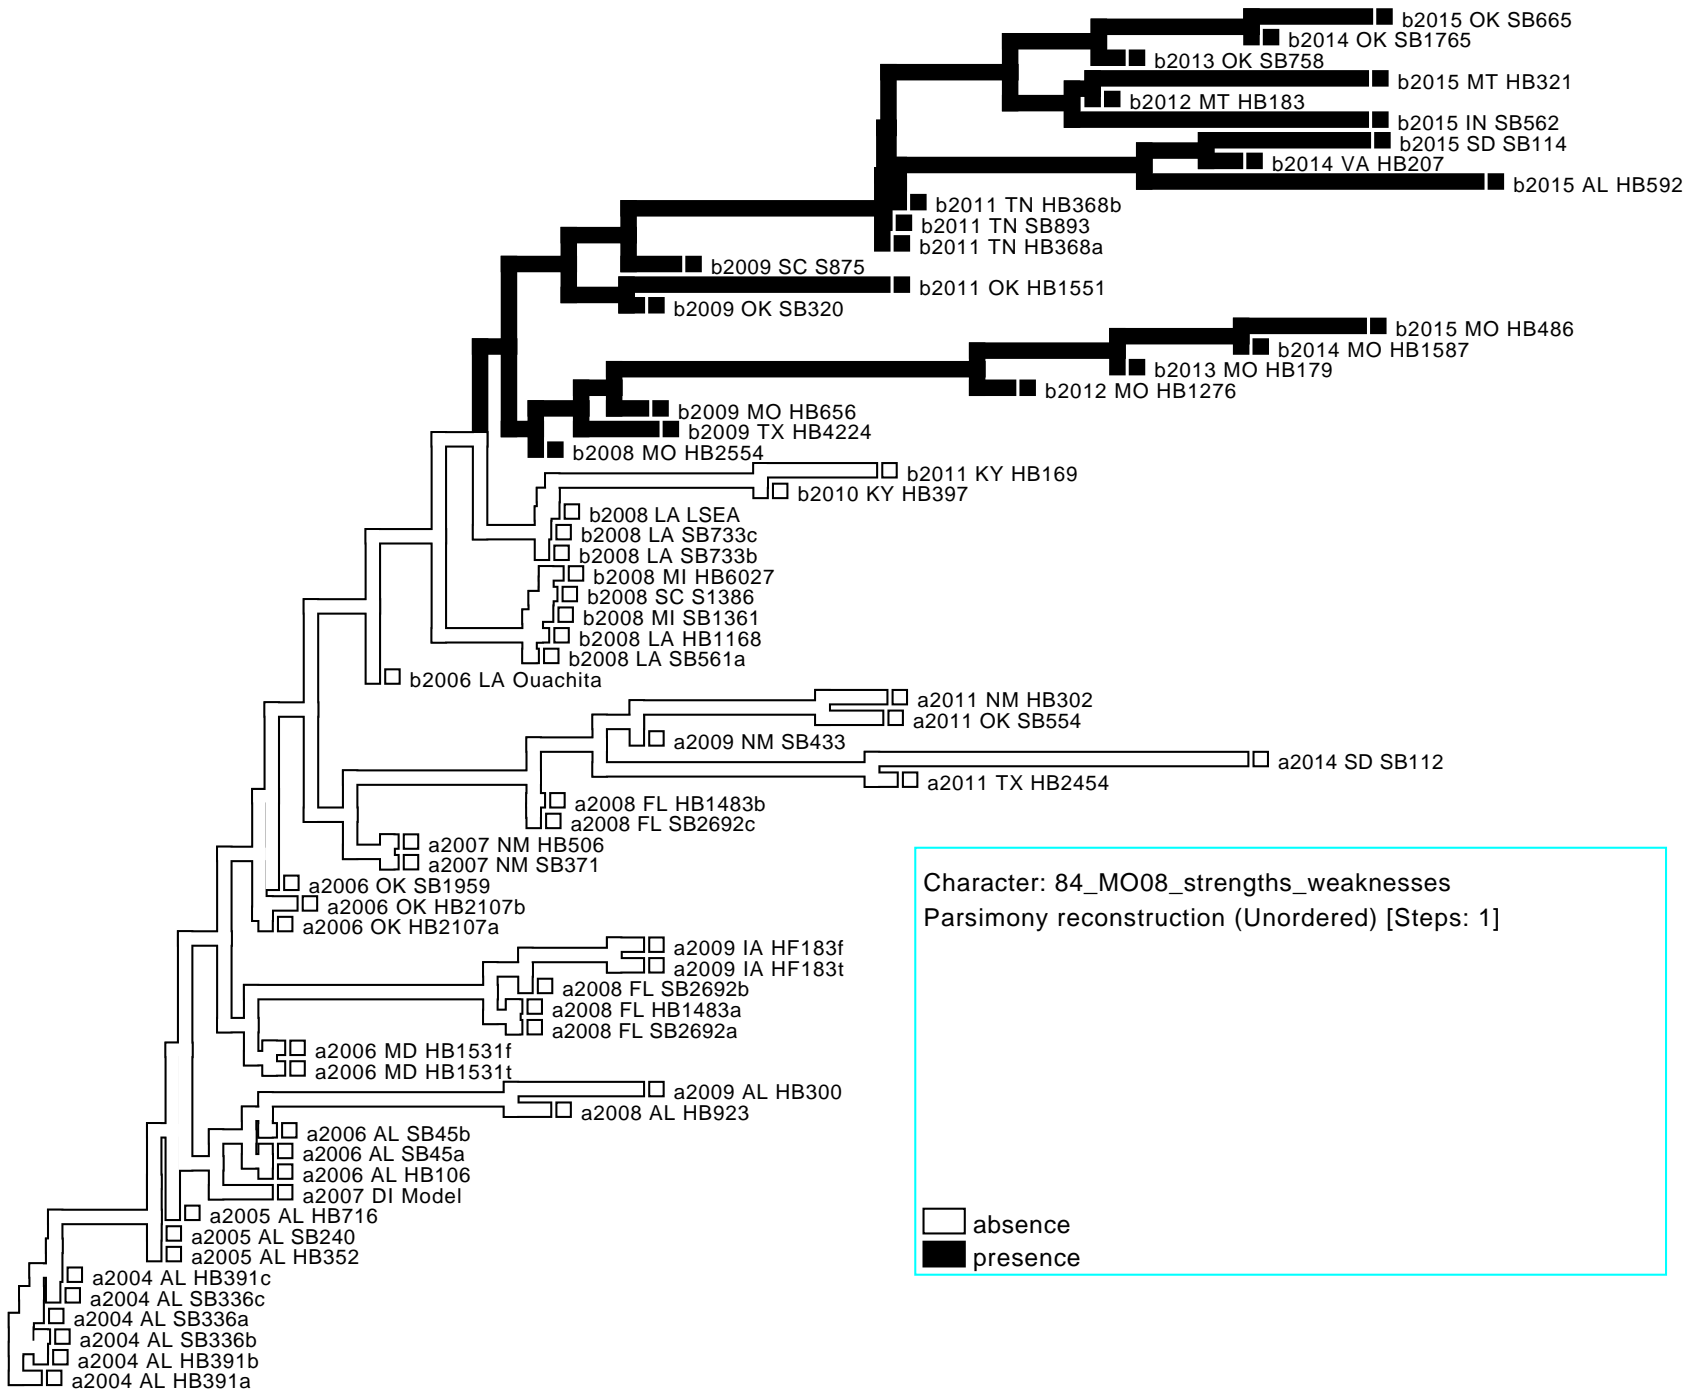 b2015 OK SB665
b2014 OK SB1765
b2013 OK SB758
b2015 MT HB321
b2012 MT HB183
b2015 IN SB562
b2015 SD SB114
b2014 VA HB207
b2015 AL HB592
b2011 TN HB368b
b2011 TN SB893
b2011 TN HB368a
b2009 SC S875
b2011 OK HB1551
b2009 OK SB320
b2015 MO HB486
b2014 MO HB1587
b2013 MO HB179
b2012 MO HB1276
b2009 MO HB656
b2009 TX HB4224
b2008 MO HB2554
b2011 KY HB169
b2010 KY HB397
b2008 LA LSEA
b2008 LA SB733c
b2008 LA SB733b
b2008 MI HB6027
b2008 SC S1386
b2008 MI SB1361
b2008 LA HB1168
b2008 LA SB561a
b2006 LA Ouachita
a2011 NM HB302
a2011 OK SB554
a2009 NM SB433
a2014 SD SB112
a2011 TX HB2454
a2008 FL HB1483b
a2008 FL SB2692c
a2007 NM HB506
a2007 NM SB371
a2006 OK SB1959
a2006 OK HB2107b
a2006 OK HB2107a
a2009 IA HF183f
a2009 IA HF183t
a2008 FL SB2692b
a2008 FL HB1483a
a2008 FL SB2692a
a2006 MD HB1531f
a2006 MD HB1531t
a2009 AL HB300
a2008 AL HB923
a2006 AL SB45b
a2006 AL SB45a
a2006 AL HB106
a2007 DI Model
a2005 AL HB716
a2005 AL SB240
a2005 AL HB352
a2004 AL HB391c
a2004 AL SB336c
a2004 AL SB336a
a2004 AL SB336b
a2004 AL HB391b
a2004 AL HB391a
Character: 84_MO08_strengths_weaknesses
Parsimony reconstruction (Unordered) [Steps: 1]
absence
presence